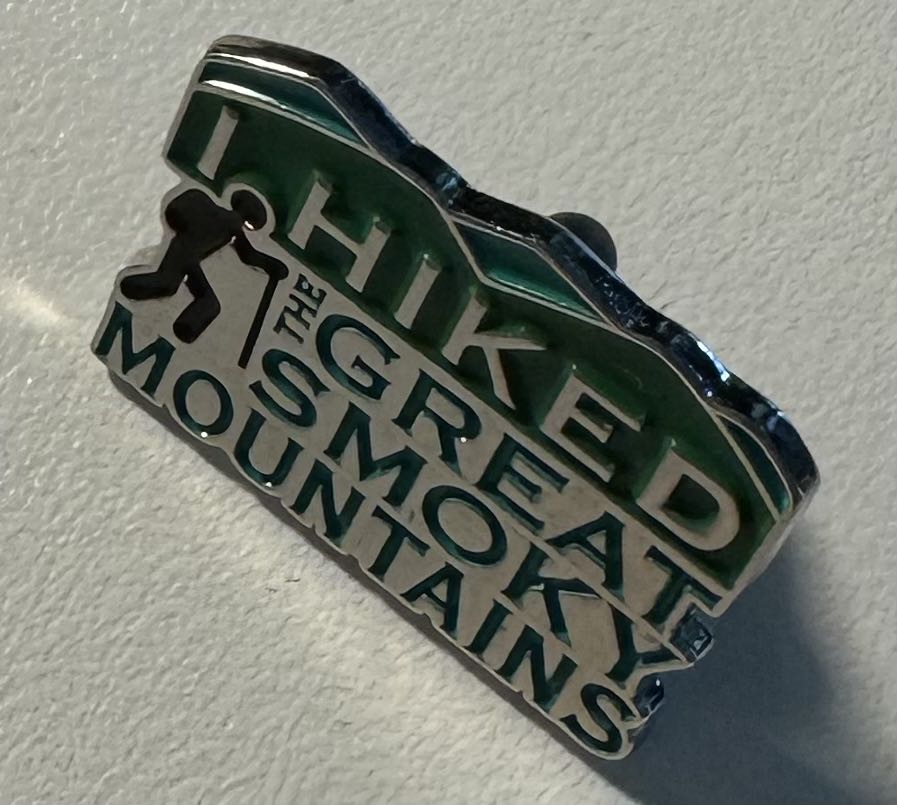 I HIKED
THE GREAT
SMOKY
MOUNTAINS